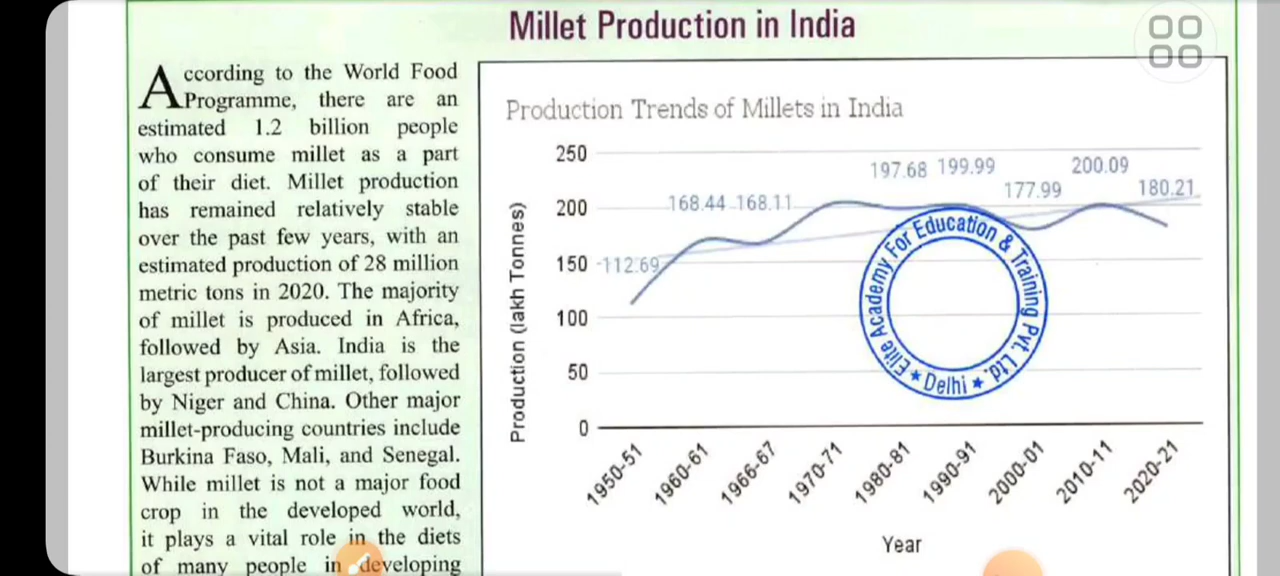 Millet Production in India
According to the World Food
Programme, there are an
estimated 1.2 billion people
who consume millet as a part
of their diet. Millet production
has remained relatively stable
over the past few years, with an
estimated production of 28 million
metric tons in 2020. The majority
of millet is produced in Africa,
followed by Asia. India is the
largest producer of millet, followed
by Niger and China. Other major
millet-producing countries include
Burkina Faso, Mali, and Senegal.
While millet is not a major food
crop in the developed world,
it plays a vital role in the diets
of many people in developing
Production Trends of Millets in India
Production (lakh Tonnes)
250
200
150
100
50
0
112.69
168.44
168.11
197.68
199.99
177.99
200.09
180.21
1950-51
1960-61
1966-67
1970-71
1980-81
1990-91
2000-01
2010-11
2020-21
Year
Elite Academy For Education & Training Pvt. Ltd.
★ Delhi ★